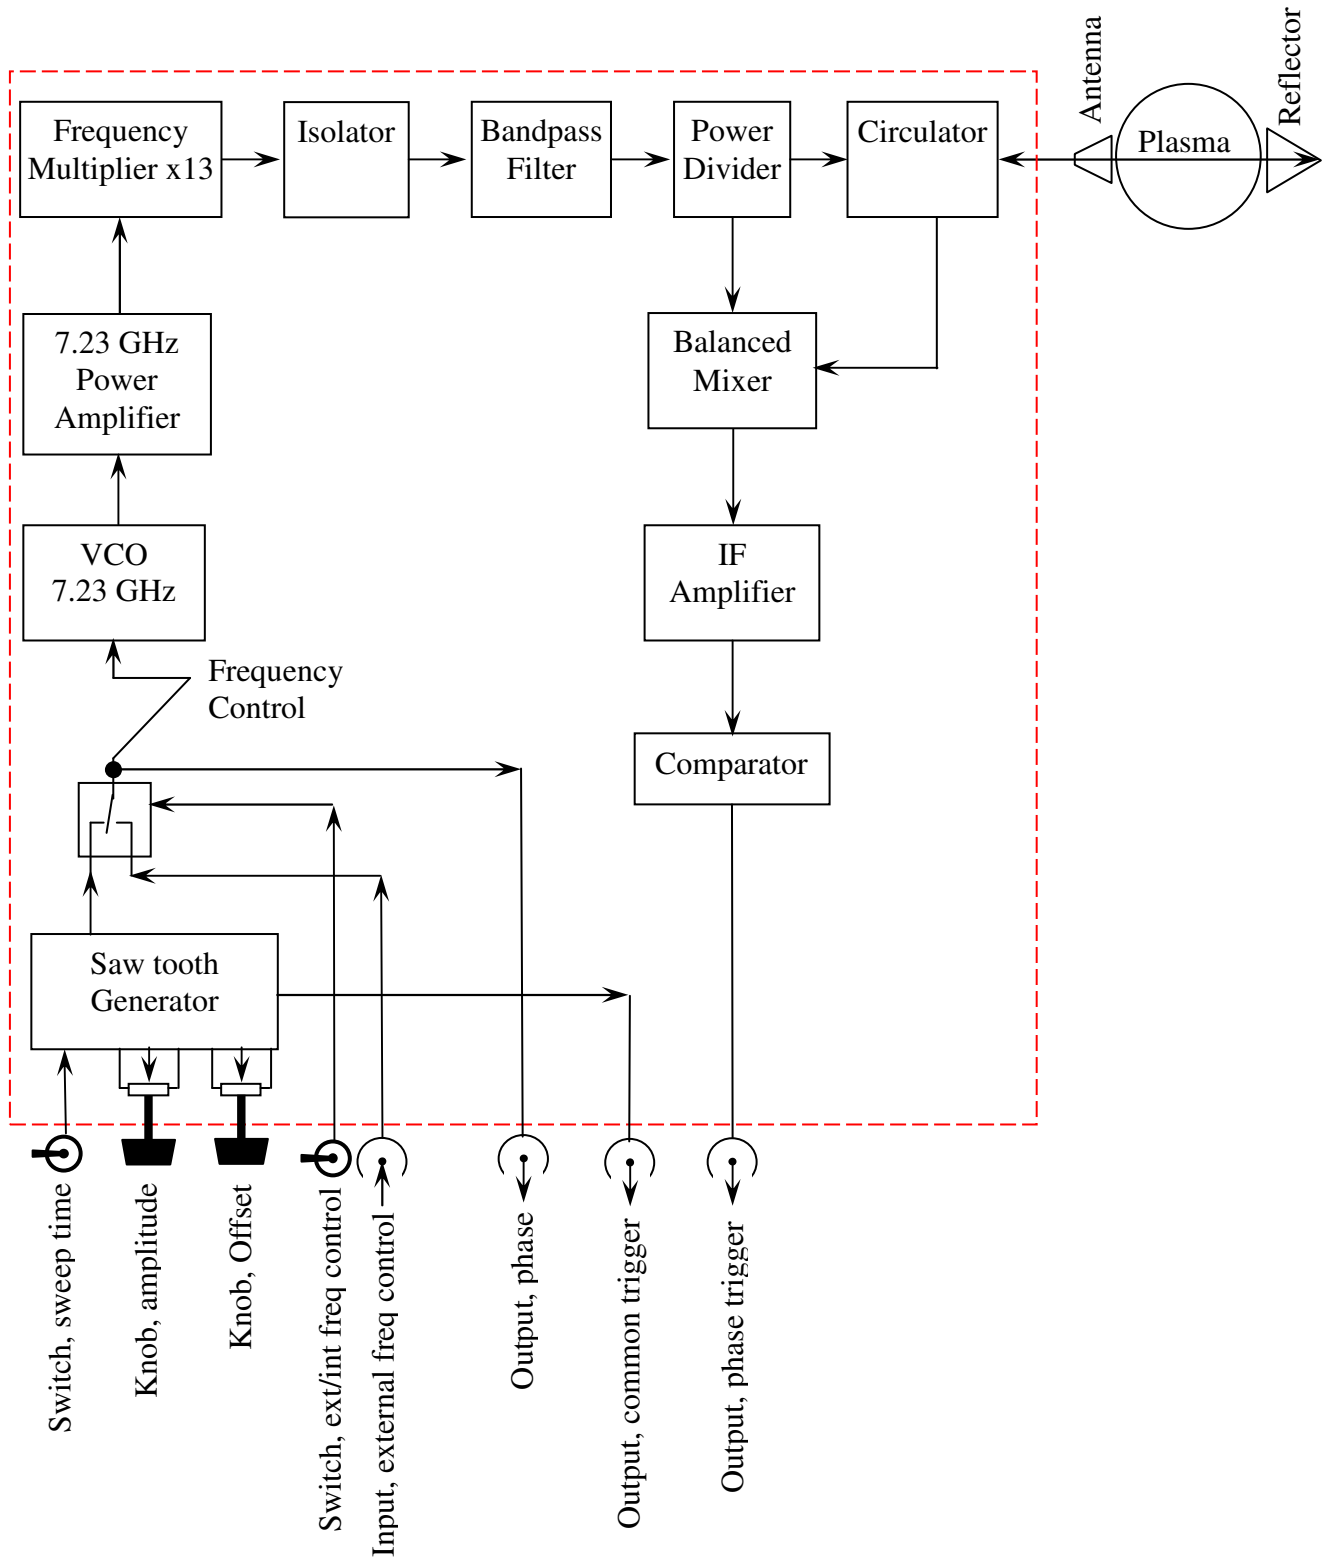 Antenna
Reflector
Frequency
Multiplier x13
Isolator
Bandpass
Filter
Power
Divider
Circulator
Plasma
7.23 GHz
Power
Amplifier
Balanced
Mixer
VCO
7.23 GHz
IF
Amplifier
Frequency
Control
Comparator
Saw tooth
Generator
Switch, sweep time
Knob, amplitude
Knob, Offset
Switch, ext/int freq control
Input, external freq control
Output, phase
Output, common trigger
Output, phase trigger